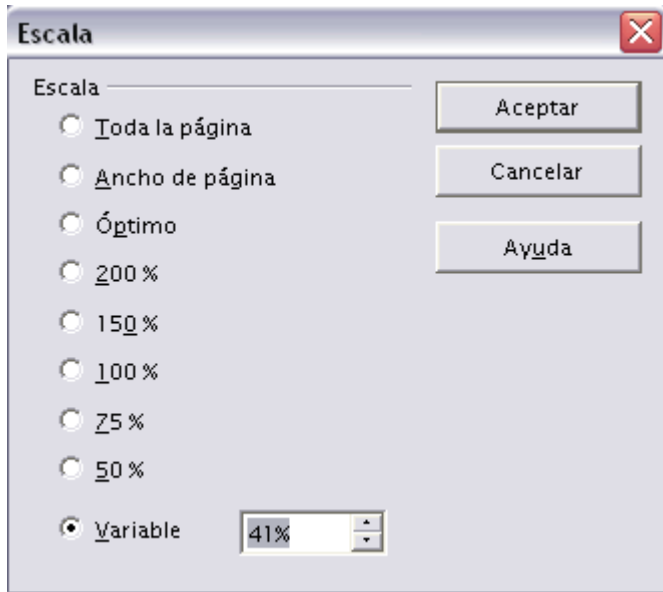 Escala
Escala
Toda la página
Ancho de página
Óptimo
200 %
150 %
100 %
75 %
50 %
Variable 41%
Aceptar
Cancelar
Ayuda